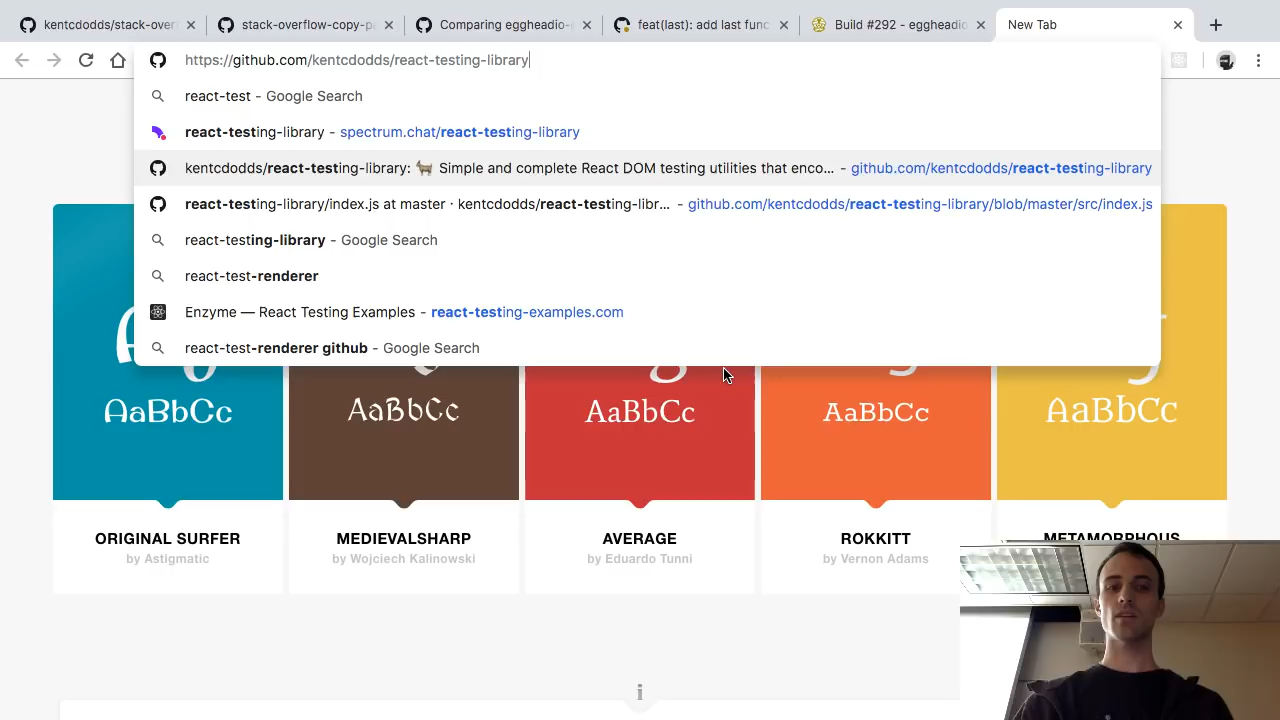 kentcdodds/stack-over
stack-overflow-copy-pa
Comparing eggheadio-
feat(last): add last func
Build #292 - eggheadio
New Tab
https://github.com/kentcdodds/react-testing-library
react-test - Google Search
react-testing-library - spectrum.chat/react-testing-library
kentcdodds/react-testing-library: 🐐 Simple and complete React DOM testing utilities that enco... - github.com/kentcdodds/react-testing-library
react-testing-library/index.js at master · kentcdodds/react-testing-libr... - github.com/kentcdodds/react-testing-library/blob/master/src/index.js
react-testing-library - Google Search
react-test-renderer
Enzyme — React Testing Examples - react-testing-examples.com
react-test-renderer github - Google Search
AaBbCc
AaBbCc
AaBbCc
AaBbCc
AaBbCc
ORIGINAL SURFER
by Astigmatic
MEDIEVALSHARP
by Wojciech Kalinowski
AVERAGE
by Eduardo Tunni
ROKKITT
by Vernon Adams
METAMORPHOUS
i